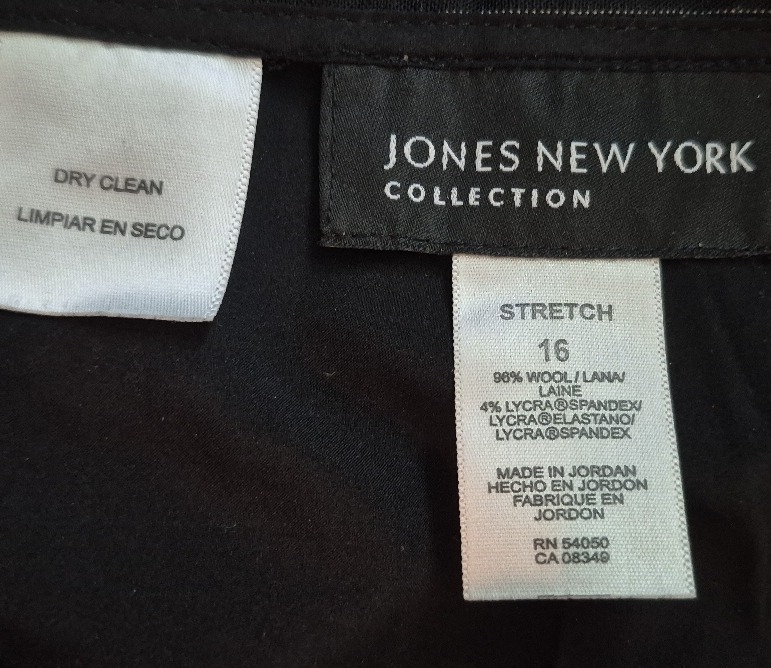 DRY CLEAN
LIMPIAR EN SECO
JONES NEW YORK
COLLECTION
STRETCH
16
96% WOOL/LANA/
LAINE
4% LYCRA®SPANDEX/
LYCRA®ELASTANO/
LYCRA®SPANDEX
MADE IN JORDAN
HECHO EN JORDON
FABRIQUE EN
JORDON
RN 54050
CA 08349